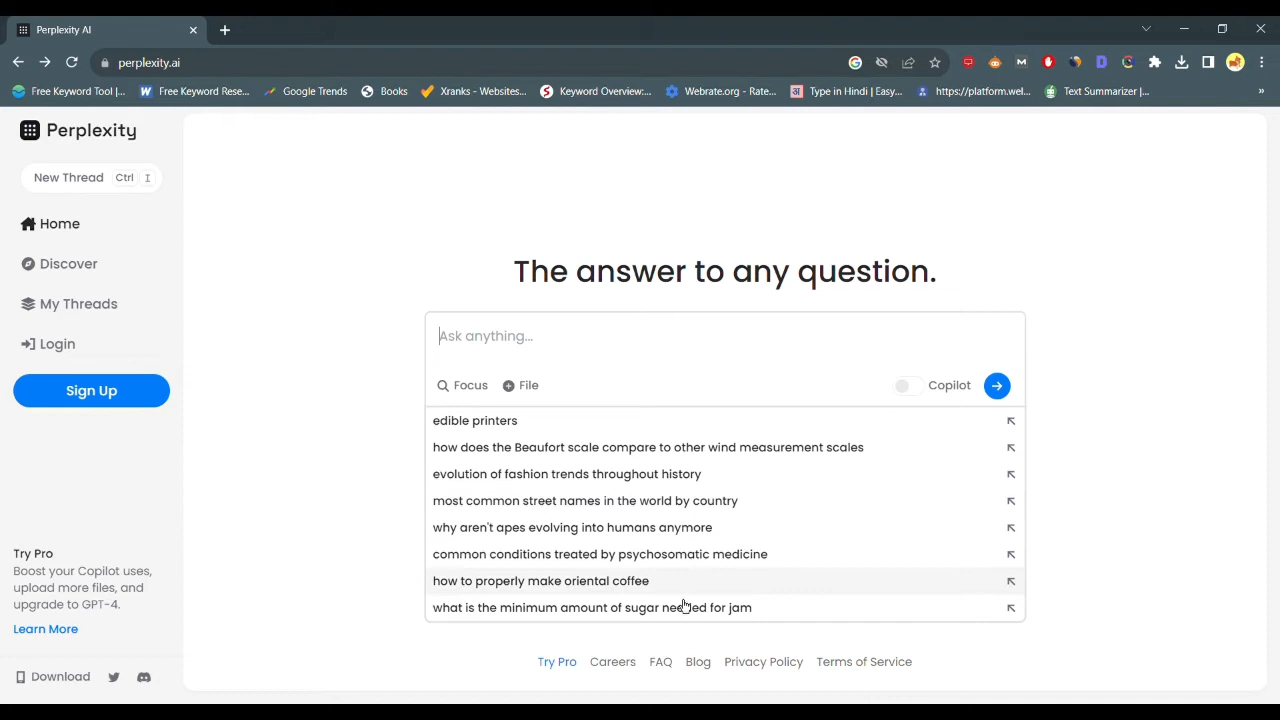 Perplexity AI
perplexity.ai
Free Keyword Tool |...
Free Keyword Rese...
Google Trends
Books
Xranks - Websites...
Keyword Overview:...
Webrate.org - Rate...
Type in Hindi | Easy...
https://platform.wel...
Text Summarizer |...
Perplexity
New Thread Ctrl I
Home
Discover
My Threads
Login
Sign Up
Try Pro
Boost your Copilot uses,
upload more files, and
upgrade to GPT-4.
Learn More
Download
The answer to any question.
Ask anything...
Focus File Copilot
edible printers
how does the Beaufort scale compare to other wind measurement scales
evolution of fashion trends throughout history
most common street names in the world by country
why aren't apes evolving into humans anymore
common conditions treated by psychosomatic medicine
how to properly make oriental coffee
what is the minimum amount of sugar needed for jam
Try Pro Careers FAQ Blog Privacy Policy Terms of Service